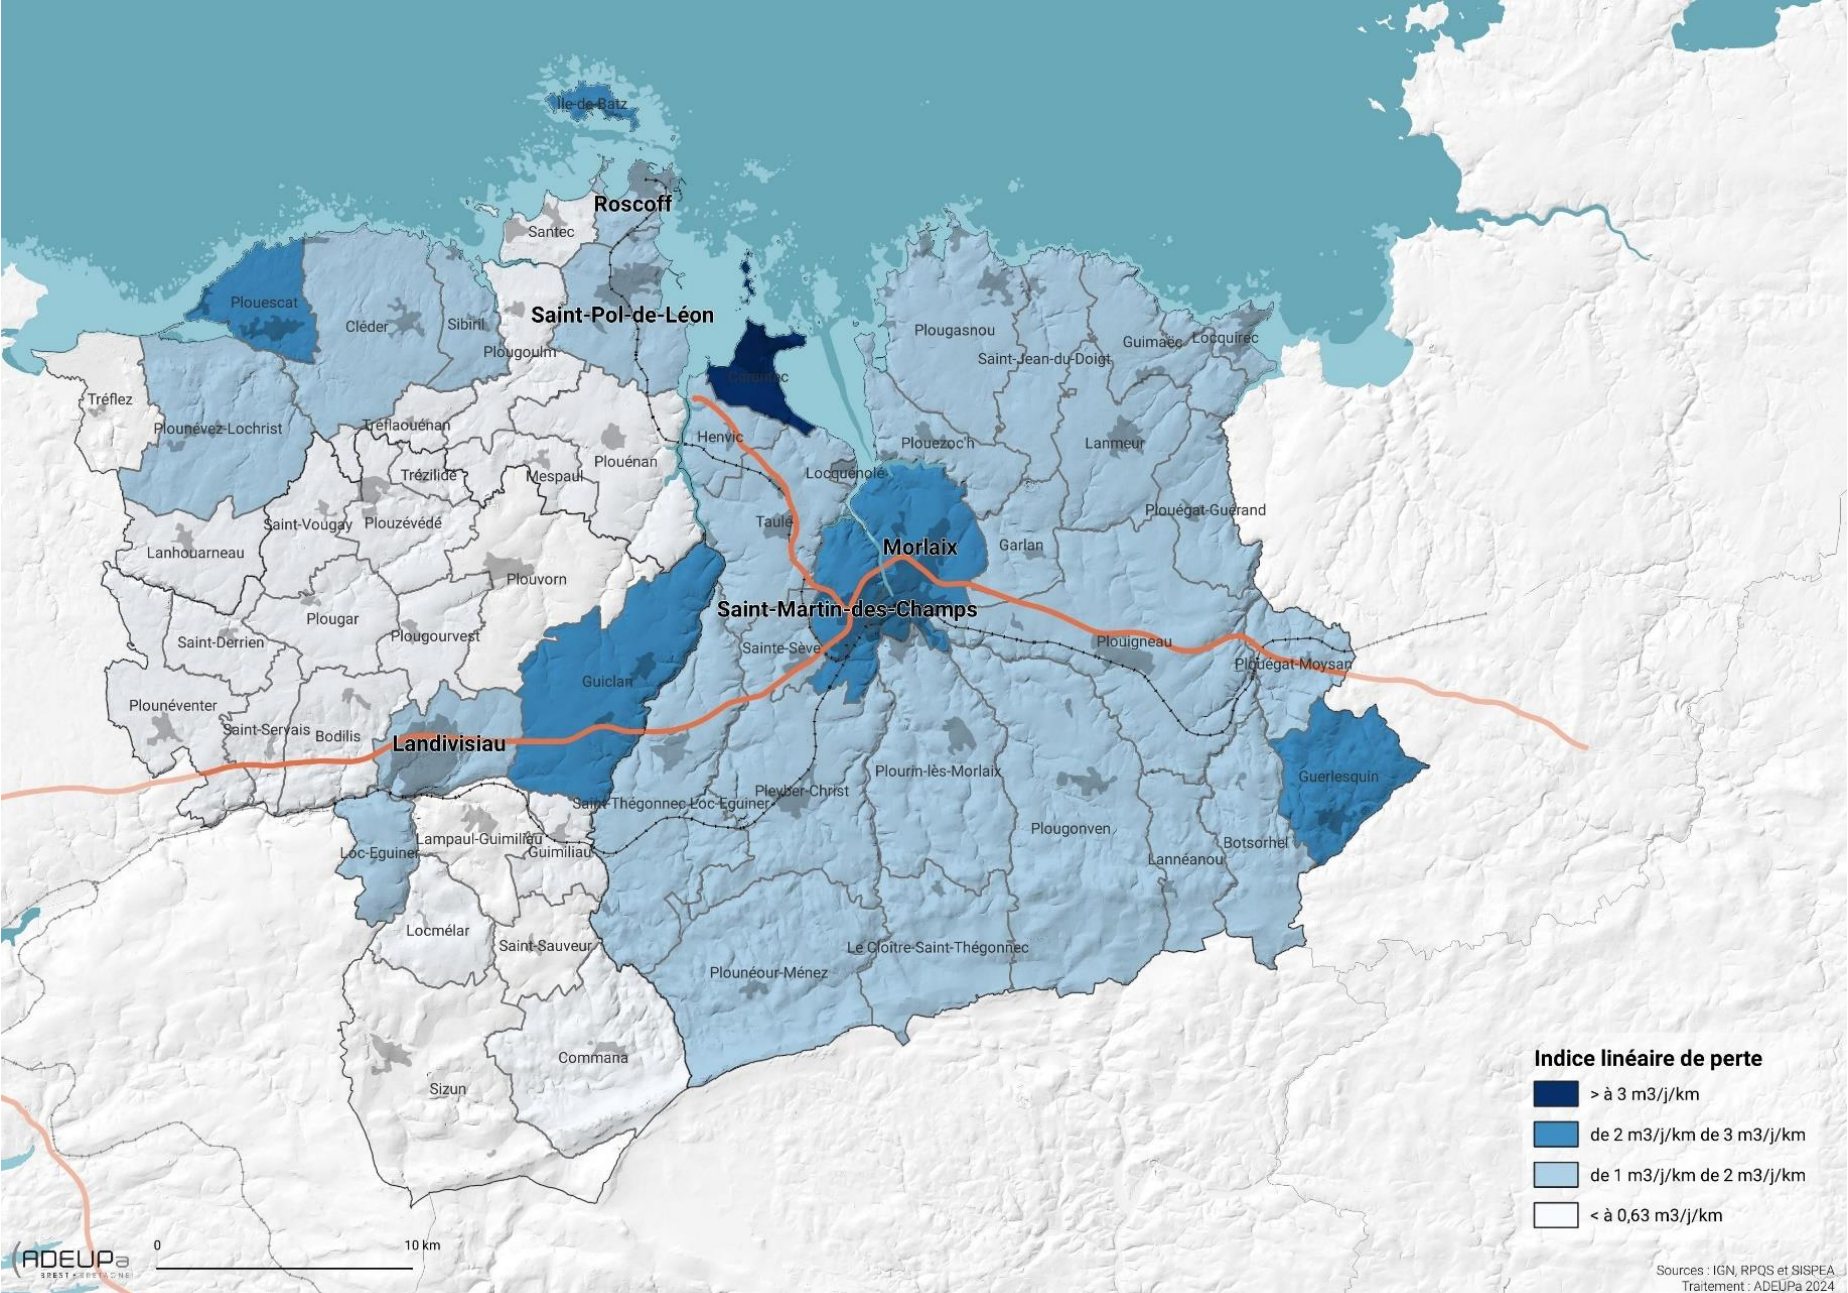 Île-de-Batz
Roscoff
Santec
Plouescat
Cléder
Sibiril
Saint-Pol-de-Léon
Plougoulm
Plougasnou
Saint-Jean-du-Doigt
Guimaëc
Locquirec
Carantec
Tréflez
Plounévez-Lochrist
Tréflaouénan
Henvic
Plouezoc'h
Lanmeur
Plouénan
Trézilidé
Mespaul
Locquénolé
Saint-Vougay
Plouzévédé
Taulé
Plouégat-Guérand
Lanhouarneau
Morlaix
Garlan
Plouvorn
Saint-Martin-des-Champs
Plougar
Plougourvest
Saint-Derrien
Sainte-Sève
Plouigneau
Plouégat-Moysan
Guiclan
Plounéventer
Saint-Servais
Bodilis
Landivisiau
Plourin-lès-Morlaix
Guerlesquin
Pleyber-Christ
Saint-Thégonnec Loc-Eguiner
Plougonven
Lampaul-Guimiliau
Guimiliau
Loc-Eguiner
Botsorhel
Lannéanou
Locmélar
Saint-Sauveur
Le Cloître-Saint-Thégonnec
Plounéour-Ménez
Commana
Sizun
Indice linéaire de perte
> à 3 m3/j/km
de 2 m3/j/km de 3 m3/j/km
de 1 m3/j/km de 2 m3/j/km
< à 0,63 m3/j/km
0 10 km
ADEUPa
BREST • BRETAGNE
Sources : IGN, RPQS et SISPEA
Traitement : ADEUPa 2024